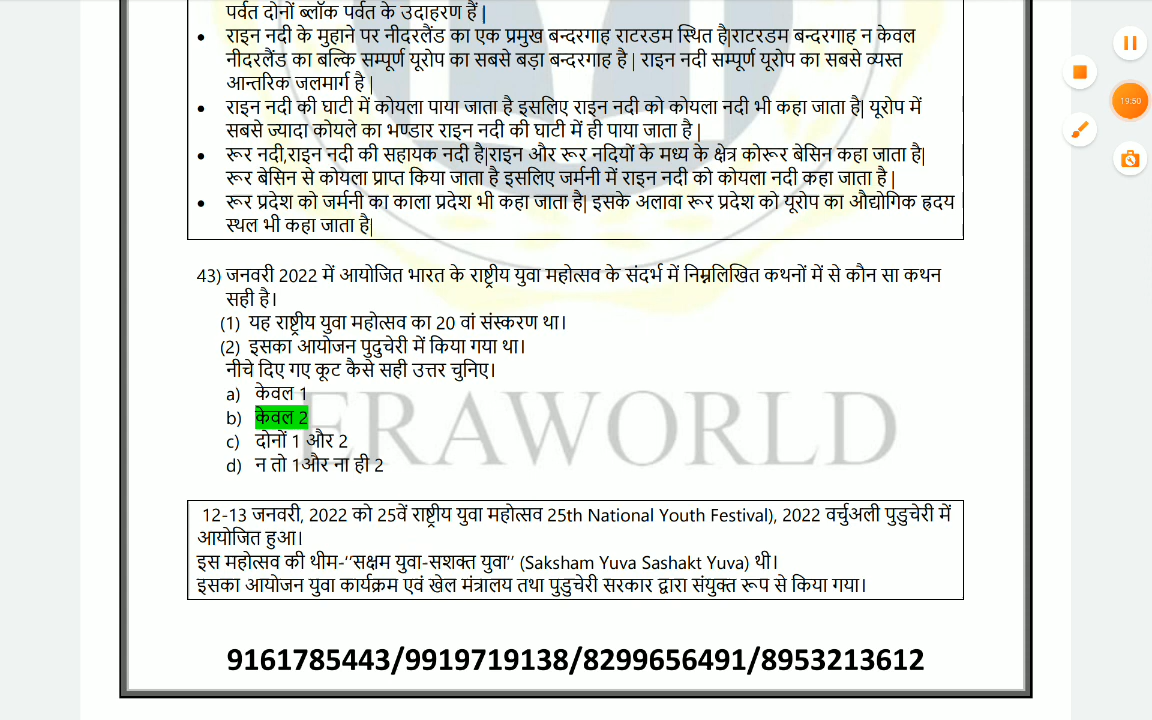 पर्वत दोनों ब्लॉक पर्वत के उदाहरण हैं |
• राइन नदी के मुहाने पर नीदरलैंड का एक प्रमुख बन्दरगाह राटरडम स्थित है|राटरडम बन्दरगाह न केवल
नीदरलैंड का बल्कि सम्पूर्ण यूरोप का सबसे बड़ा बन्दरगाह है | राइन नदी सम्पूर्ण यूरोप का सबसे व्यस्त
आन्तरिक जलमार्ग है |
• राइन नदी की घाटी में कोयला पाया जाता है इसलिए राइन नदी को कोयला नदी भी कहा जाता है| यूरोप में
सबसे ज्यादा कोयले का भण्डार राइन नदी की घाटी में ही पाया जाता है |
• रूर नदी,राइन नदी की सहायक नदी है|राइन और रूर नदियों के मध्य के क्षेत्र कोरूर बेसिन कहा जाता है|
रूर बेसिन से कोयला प्राप्त किया जाता है इसलिए जर्मनी में राइन नदी को कोयला नदी कहा जाता है |
• रूर प्रदेश को जर्मनी का काला प्रदेश भी कहा जाता है| इसके अलावा रूर प्रदेश को यूरोप का औद्योगिक ह्रदय
स्थल भी कहा जाता है|
43) जनवरी 2022 में आयोजित भारत के राष्ट्रीय युवा महोत्सव के संदर्भ में निम्नलिखित कथनों में से कौन सा कथन
सही है।
(1) यह राष्ट्रीय युवा महोत्सव का 20 वां संस्करण था।
(2) इसका आयोजन पुदुचेरी में किया गया था।
नीचे दिए गए कूट कैसे सही उत्तर चुनिए।
a) केवल 1
b) केवल 2
c) दोनों 1 और 2
d) न तो 1और ना ही 2
ERAWORLD
12-13 जनवरी, 2022 को 25वें राष्ट्रीय युवा महोत्सव 25th National Youth Festival), 2022 वर्चुअली पुडुचेरी में
आयोजित हुआ।
इस महोत्सव की थीम-‘‘सक्षम युवा-सशक्त युवा’’ (Saksham Yuva Sashakt Yuva) थी।
इसका आयोजन युवा कार्यक्रम एवं खेल मंत्रालय तथा पुडुचेरी सरकार द्वारा संयुक्त रूप से किया गया।
9161785443/9919719138/8299656491/8953213612
19:50